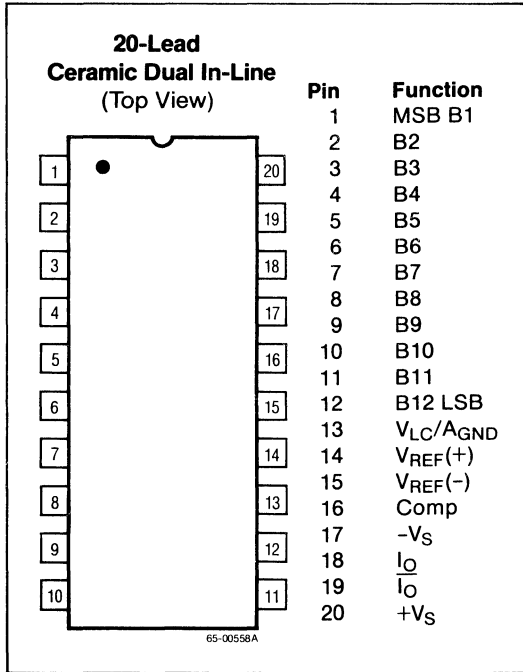 20-Lead
Ceramic Dual In-Line
(Top View)
1
2
3
4
5
6
7
8
9
10
20
19
18
17
16
15
14
13
12
11
65-00558A
Pin Function
1 MSB B1
2 B2
3 B3
4 B4
5 B5
6 B6
7 B7
8 B8
9 B9
10 B10
11 B11
12 B12 LSB
13 VLC/AGND
14 VREF(+)
15 VREF(–)
16 Comp
17 –VS
18 IO
19 I̅O̅
20 +VS